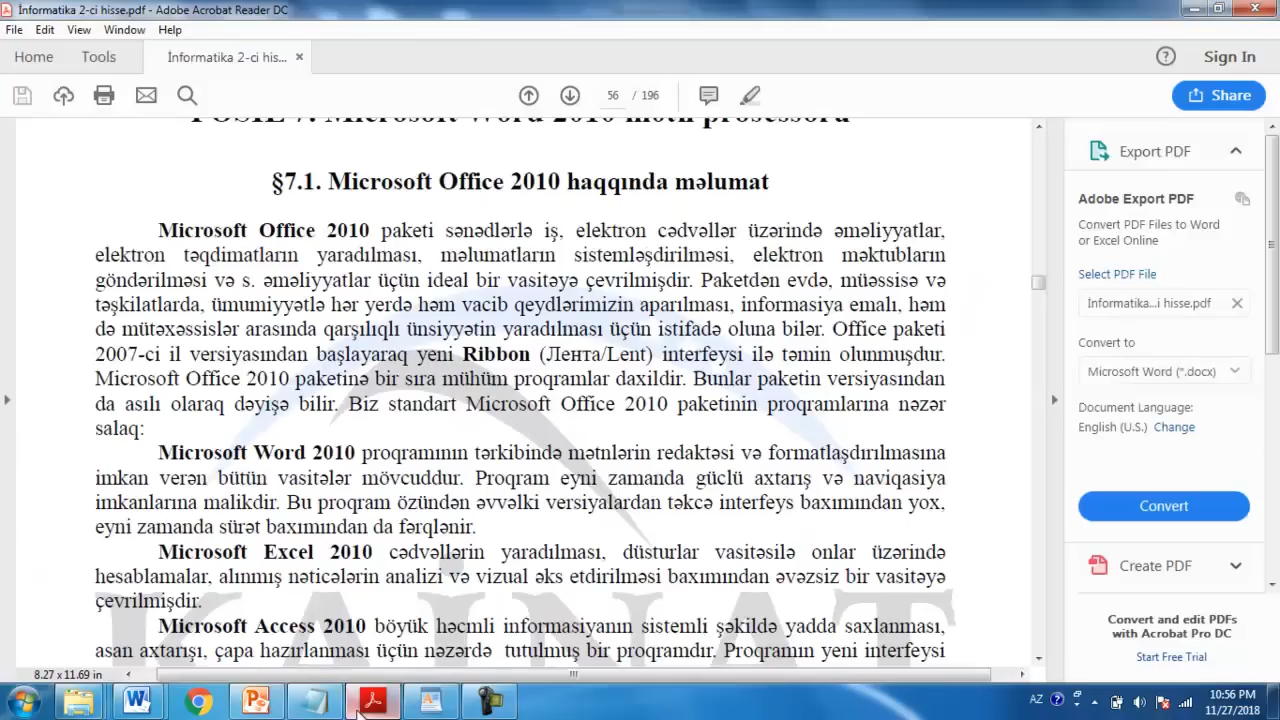 İnformatika 2-ci hisse.pdf - Adobe Acrobat Reader DC
File Edit View Window Help
Home Tools İnformatika 2-ci his... × Sign In
56 / 196 Share
FƏSİL 7. Microsoft Word 2010 mətn prosessoru
§7.1. Microsoft Office 2010 haqqında məlumat
Microsoft Office 2010 paketi sənədlərlə iş, elektron cədvəllər üzərində əməliyyatlar,
elektron təqdimatların yaradılması, məlumatların sistemləşdirilməsi, elektron məktubların
göndərilməsi və s. əməliyyatlar üçün ideal bir vasitəyə çevrilmişdir. Paketdən evdə, müəssisə və
təşkilatlarda, ümumiyyətlə hər yerdə həm vacib qeydlərimizin aparılması, informasiya emalı, həm
də mütəxəssislər arasında qarşılıqlı ünsiyyətin yaradılması üçün istifadə oluna bilər. Office paketi
2007-ci il versiyasından başlayaraq yeni Ribbon (Лента/Lent) interfeysi ilə təmin olunmuşdur.
Microsoft Office 2010 paketinə bir sıra mühüm proqramlar daxildir. Bunlar paketin versiyasından
da asılı olaraq dəyişə bilir. Biz standart Microsoft Office 2010 paketinin proqramlarına nəzər
salaq:
Microsoft Word 2010 proqramının tərkibində mətnlərin redaktəsi və formatlaşdırılmasına
imkan verən bütün vasitələr mövcuddur. Proqram eyni zamanda güclü axtarış və naviqasiya
imkanlarına malikdir. Bu proqram özündən əvvəlki versiyalardan təkcə interfeys baxımından yox,
eyni zamanda sürət baxımından da fərqlənir.
Microsoft Excel 2010 cədvəllərin yaradılması, düsturlar vasitəsilə onlar üzərində
hesablamalar, alınmış nəticələrin analizi və vizual əks etdirilməsi baxımından əvəzsiz bir vasitəyə
çevrilmişdir.
Microsoft Access 2010 böyük həcmli informasiyanın sistemli şəkildə yadda saxlanması,
asan axtarışı, çapa hazırlanması üçün nəzərdə tutulmuş bir proqramdır. Proqramın yeni interfeysi
KAİNAT
8.27 x 11.69 in
Export PDF
Adobe Export PDF
Convert PDF Files to Word
or Excel Online
Select PDF File
İnformatika...i hisse.pdf ×
Convert to
Microsoft Word (*.docx)
Document Language:
English (U.S.) Change
Convert
Create PDF
Convert and edit PDFs
with Acrobat Pro DC
Start Free Trial
AZ
10:56 PM
11/27/2018